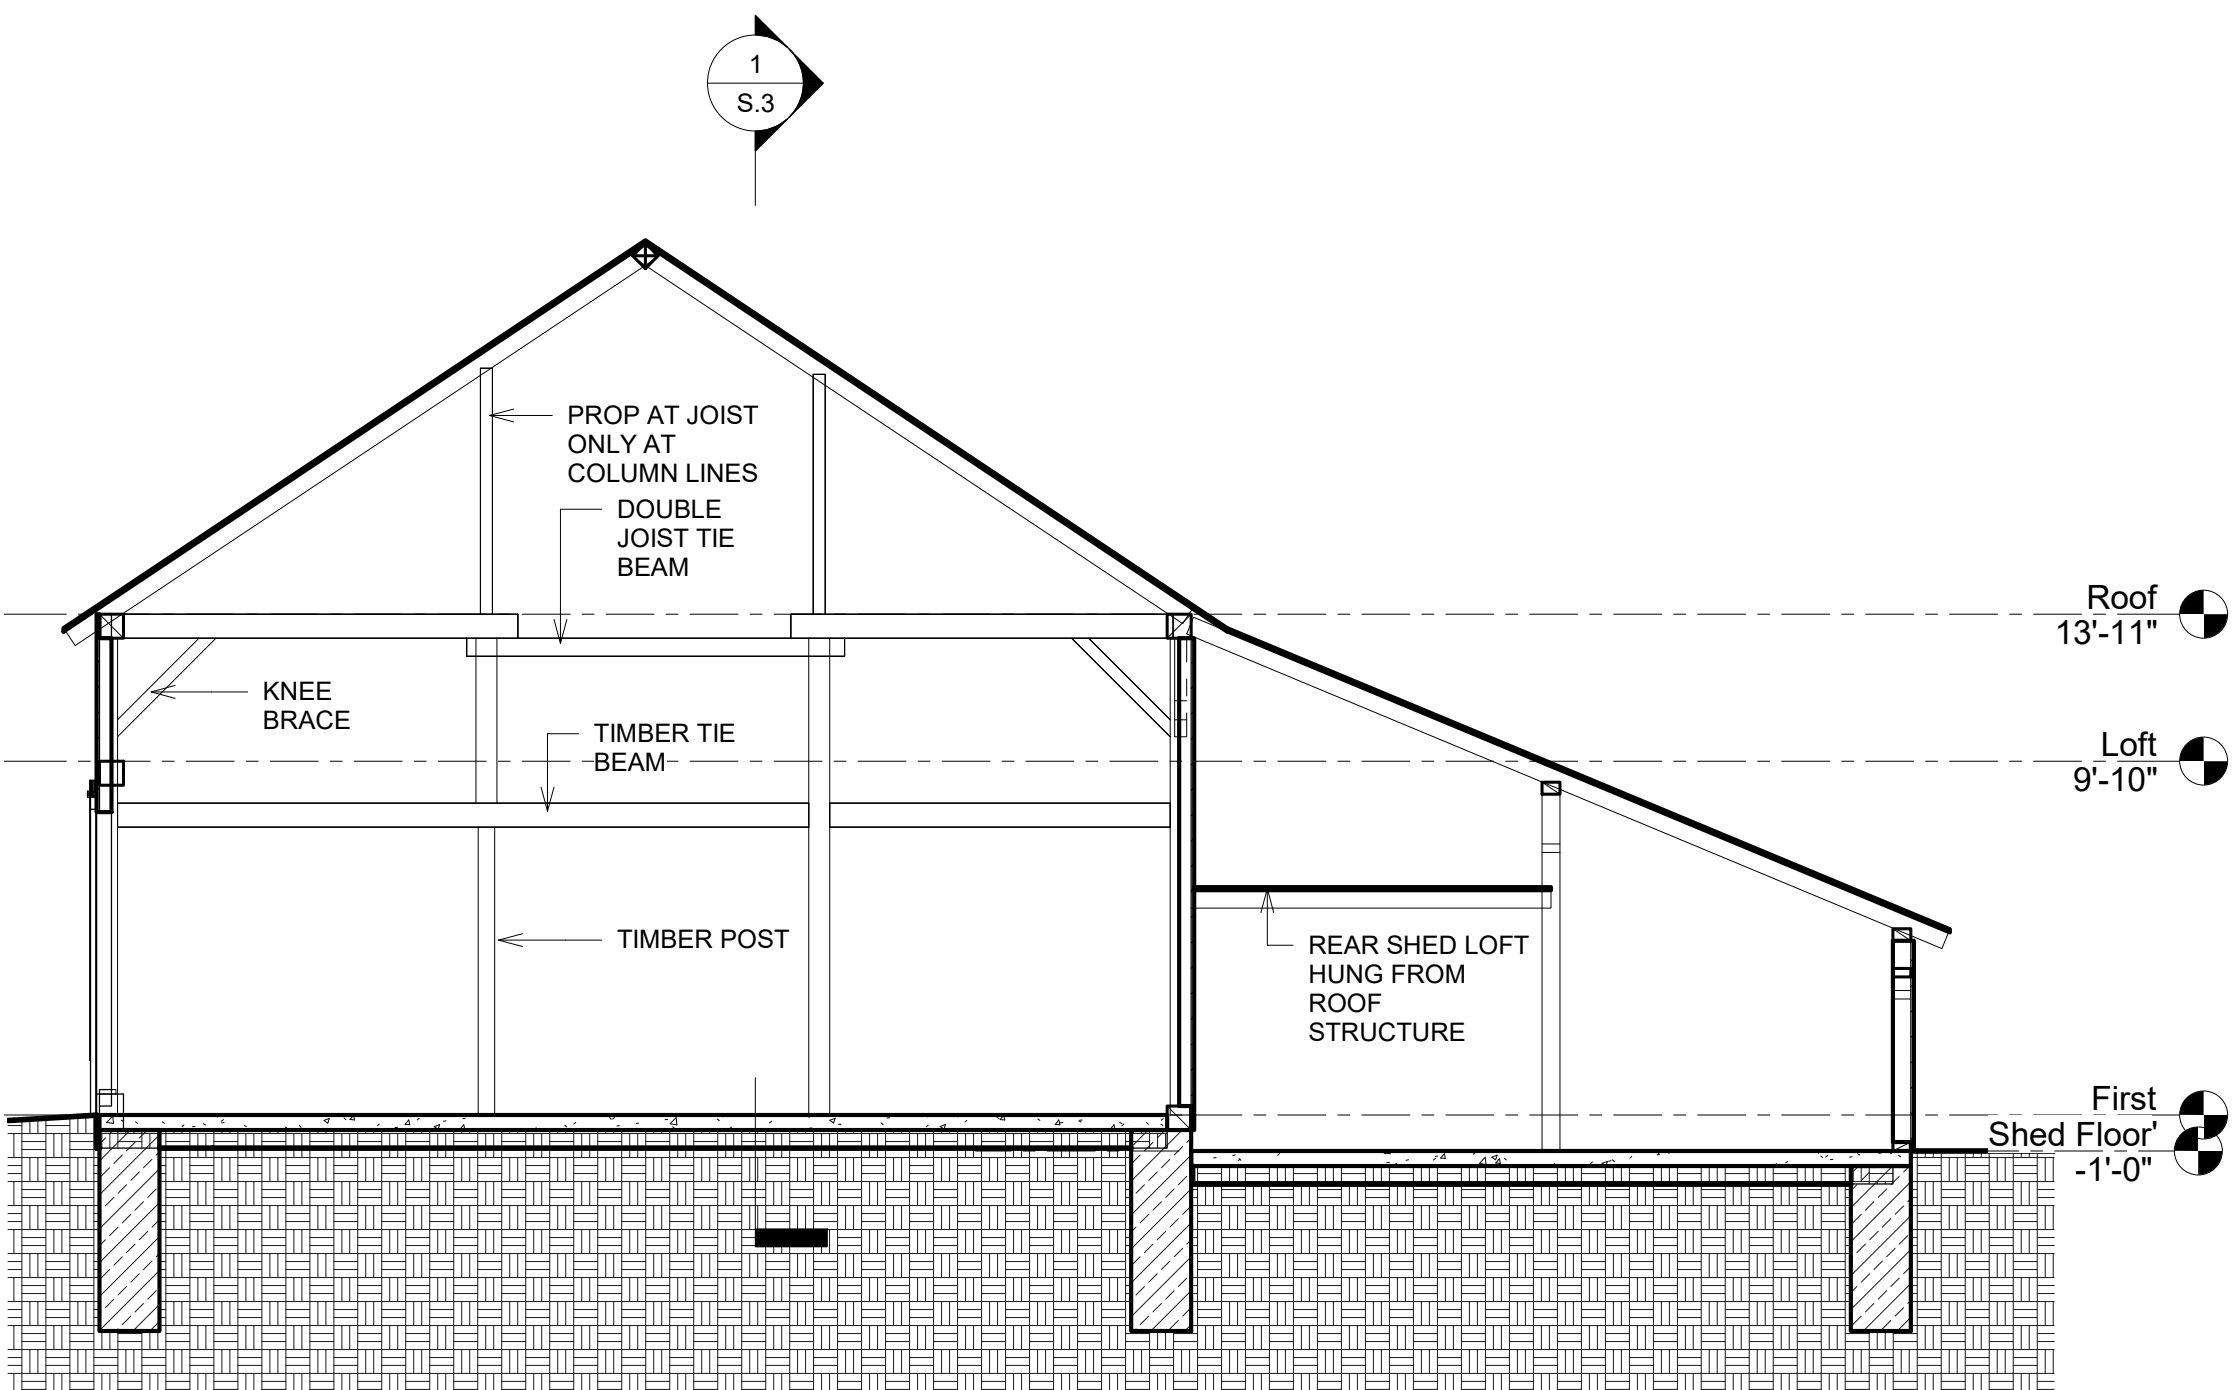 1
S.3
PROP AT JOIST
ONLY AT
COLUMN LINES
DOUBLE
JOIST TIE
BEAM
KNEE
BRACE
TIMBER TIE
BEAM
TIMBER POST
REAR SHED LOFT
HUNG FROM
ROOF
STRUCTURE
Roof
13'-11"
Loft
9'-10"
First
Shed Floor'
-1'-0"